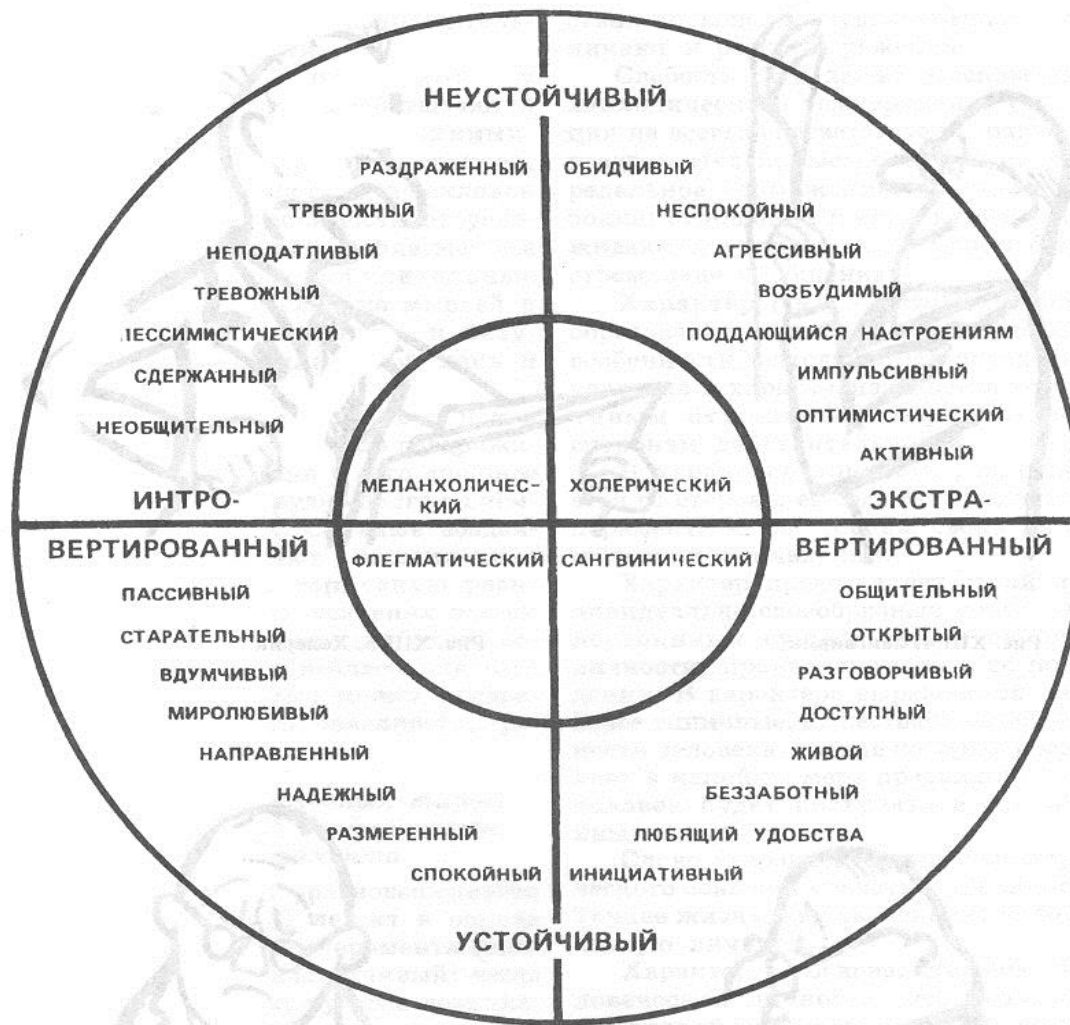 НЕУСТОЙЧИВЫЙ
РАЗДРАЖЕННЫЙ
ТРЕВОЖНЫЙ
НЕПОДАТЛИВЫЙ
ТРЕВОЖНЫЙ
ПЕССИМИСТИЧЕСКИЙ
СДЕРЖАННЫЙ
НЕОБЩИТЕЛЬНЫЙ
ОБИДЧИВЫЙ
НЕСПОКОЙНЫЙ
АГРЕССИВНЫЙ
ВОЗБУДИМЫЙ
ПОДДАЮЩИЙСЯ НАСТРОЕНИЯМ
ИМПУЛЬСИВНЫЙ
ОПТИМИСТИЧЕСКИЙ
АКТИВНЫЙ
МЕЛАНХОЛИЧЕС-
КИЙ
ХОЛЕРИЧЕСКИЙ
ИНТРО-
ВЕРТИРОВАННЫЙ
ЭКСТРА-
ВЕРТИРОВАННЫЙ
ФЛЕГМАТИЧЕСКИЙ
САНГВИНИЧЕСКИЙ
ПАССИВНЫЙ
СТАРАТЕЛЬНЫЙ
ВДУМЧИВЫЙ
МИРОЛЮБИВЫЙ
НАПРАВЛЕННЫЙ
НАДЕЖНЫЙ
РАЗМЕРЕННЫЙ
СПОКОЙНЫЙ
ОБЩИТЕЛЬНЫЙ
ОТКРЫТЫЙ
РАЗГОВОРЧИВЫЙ
ДОСТУПНЫЙ
ЖИВОЙ
БЕЗЗАБОТНЫЙ
ЛЮБЯЩИЙ УДОБСТВА
ИНИЦИАТИВНЫЙ
УСТОЙЧИВЫЙ